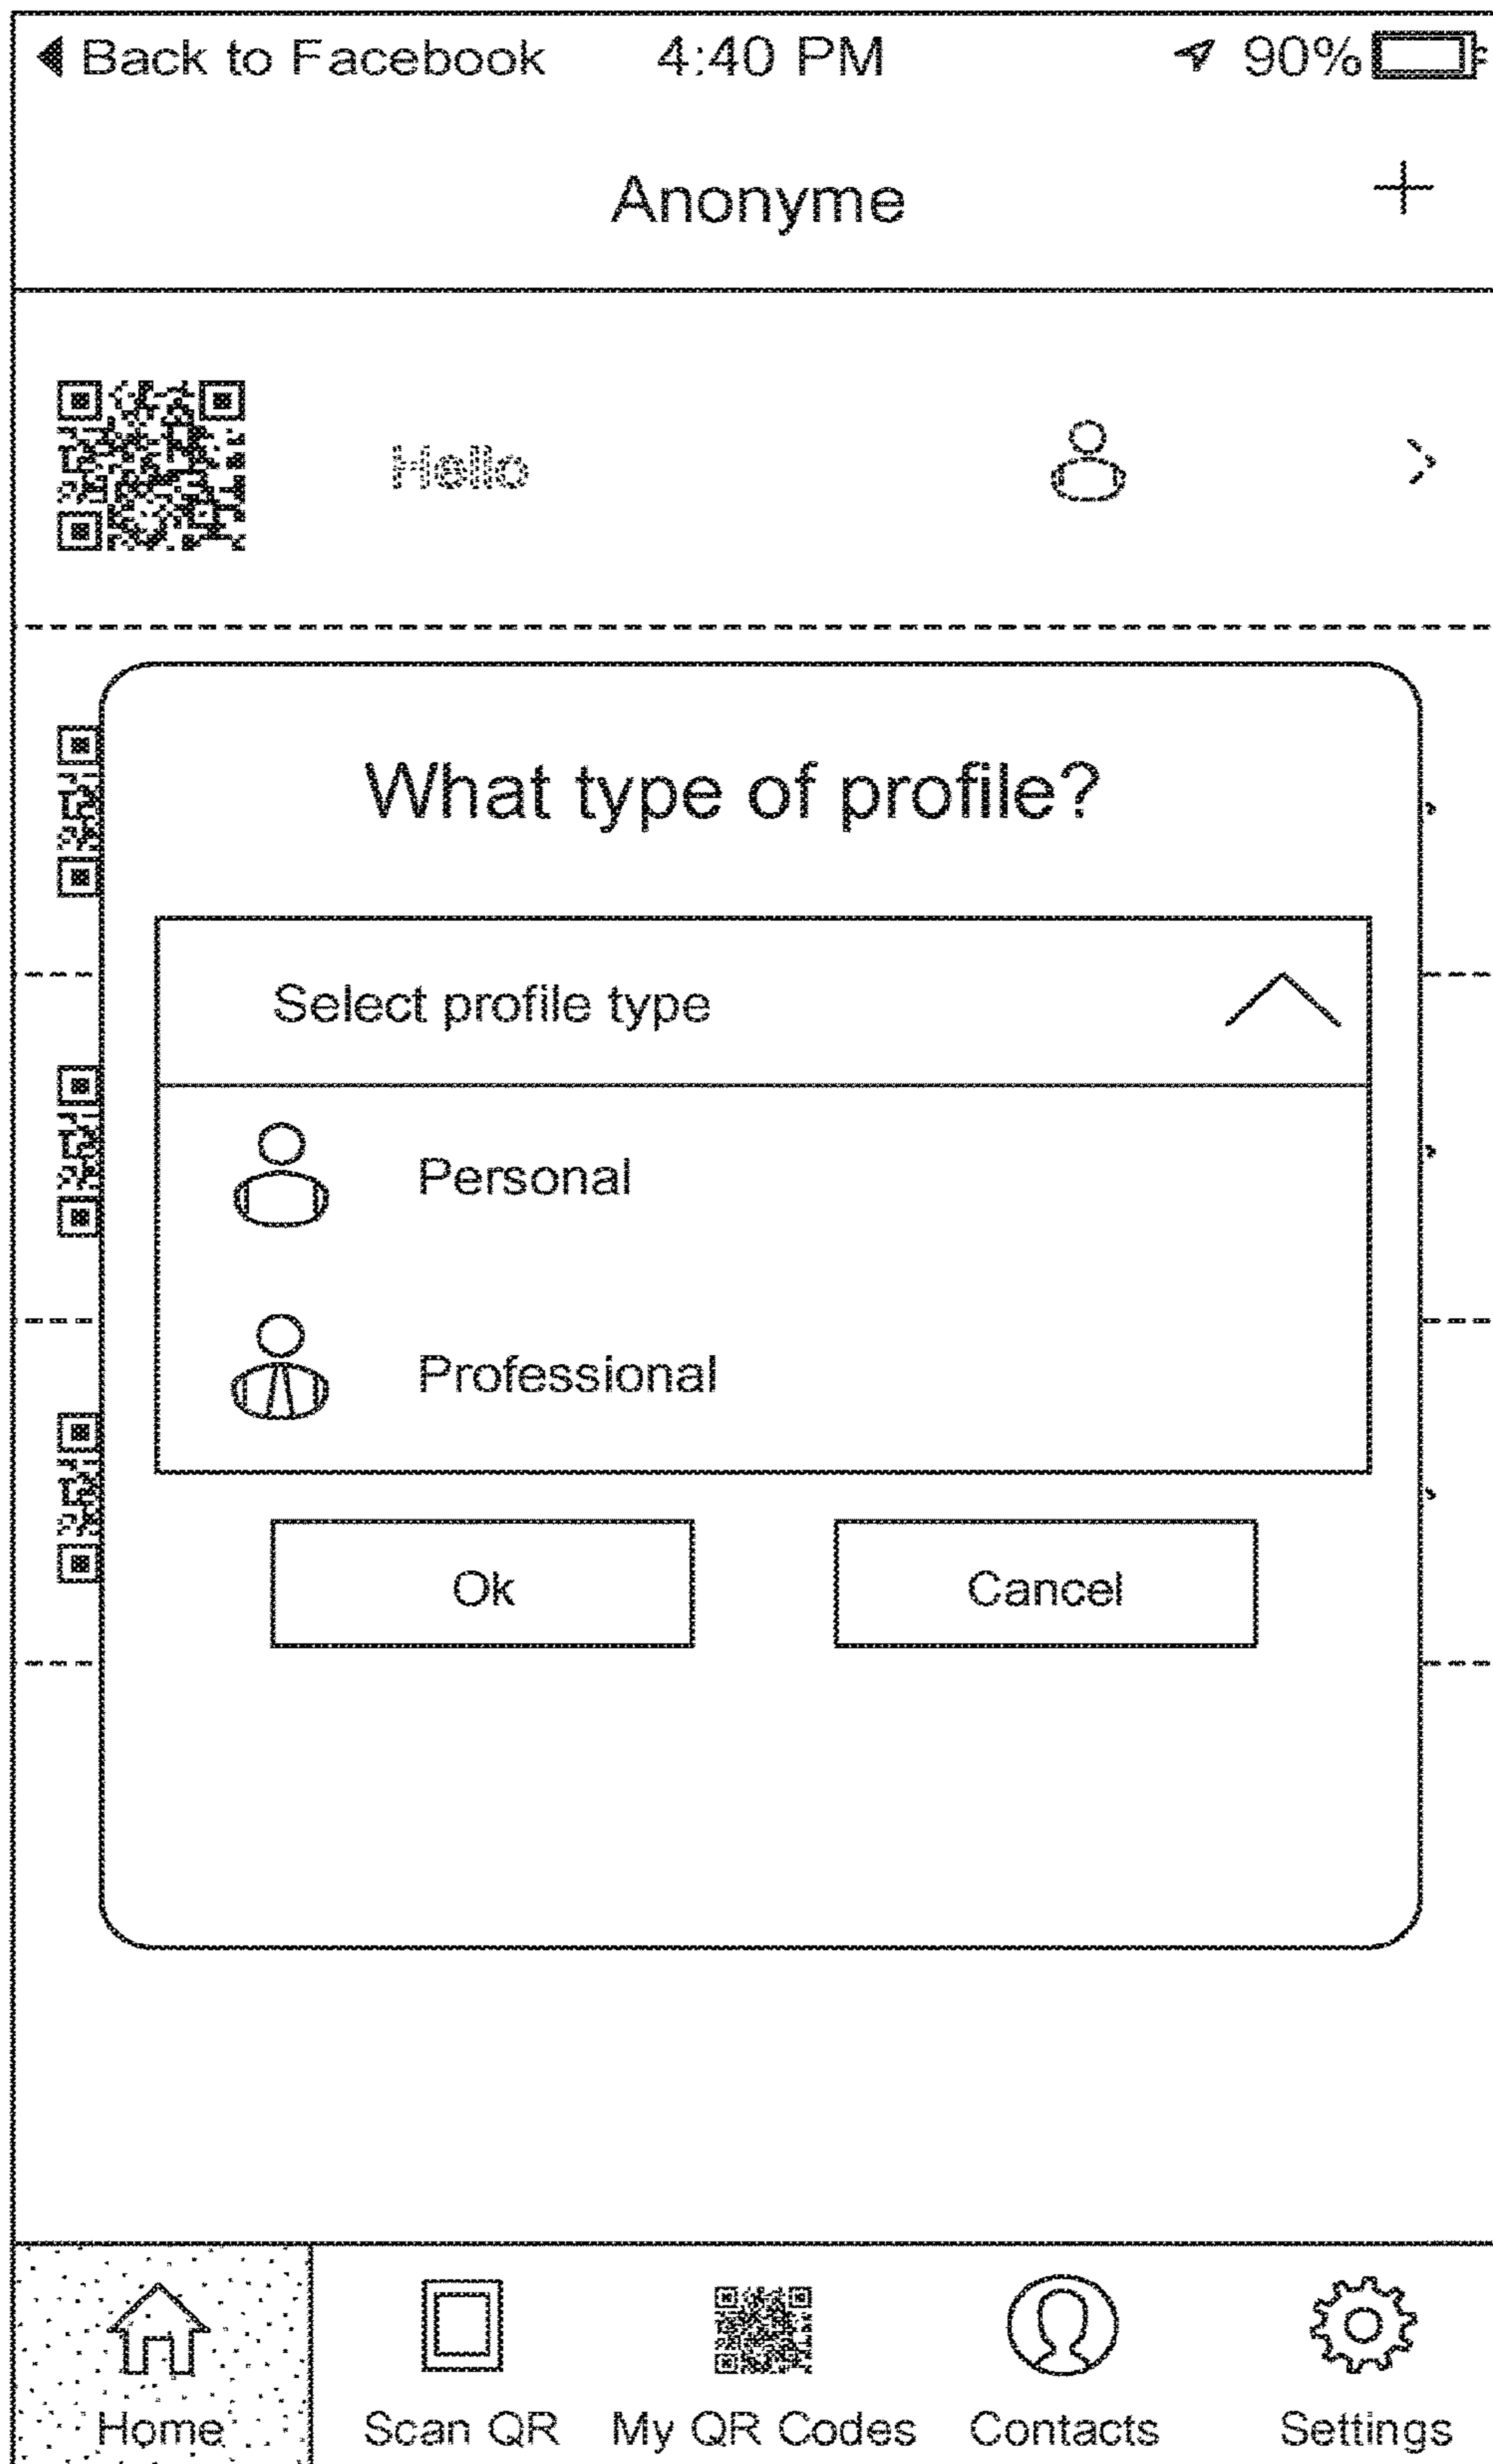 Back to Facebook 4:40 PM 90%
Anonyme
Hello
What type of profile?
Select profile type
Personal
Professional
Ok Cancel
Home Scan QR My QR Codes Contacts Settings